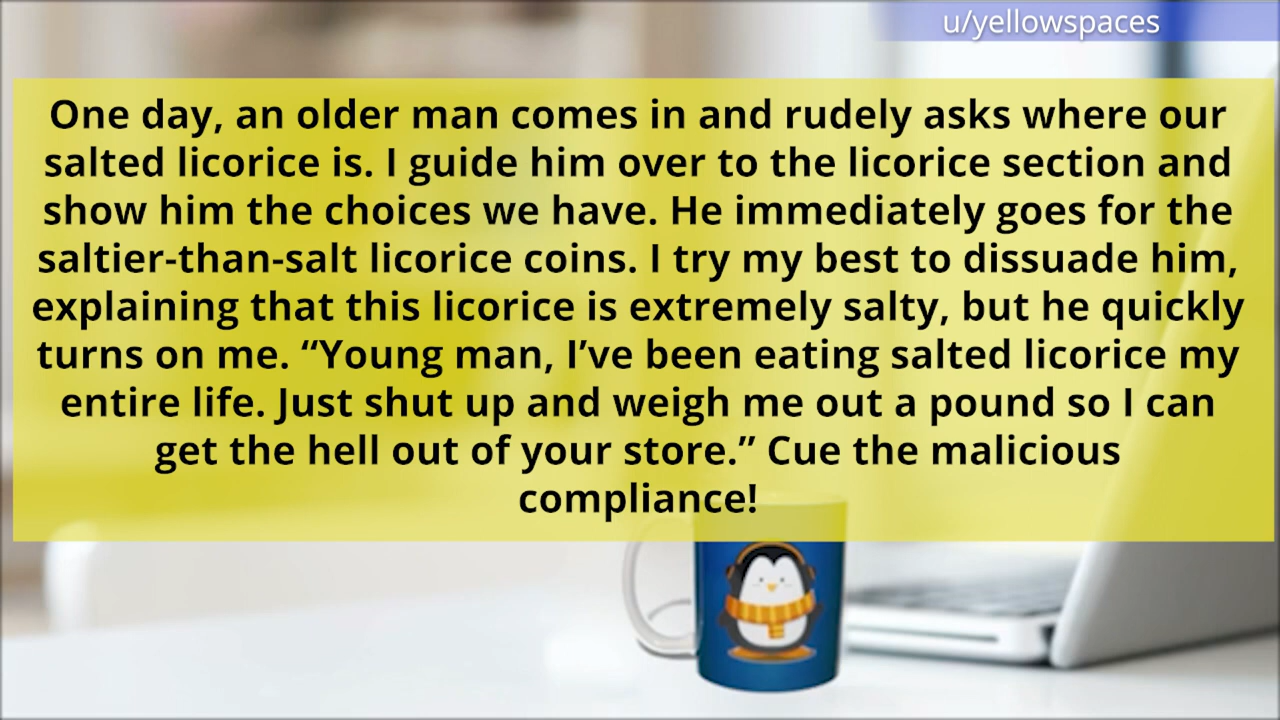 u/yellowspaces
One day, an older man comes in and rudely asks where our
salted licorice is. I guide him over to the licorice section and
show him the choices we have. He immediately goes for the
saltier-than-salt licorice coins. I try my best to dissuade him,
explaining that this licorice is extremely salty, but he quickly
turns on me. “Young man, I’ve been eating salted licorice my
entire life. Just shut up and weigh me out a pound so I can
get the hell out of your store.” Cue the malicious
compliance!